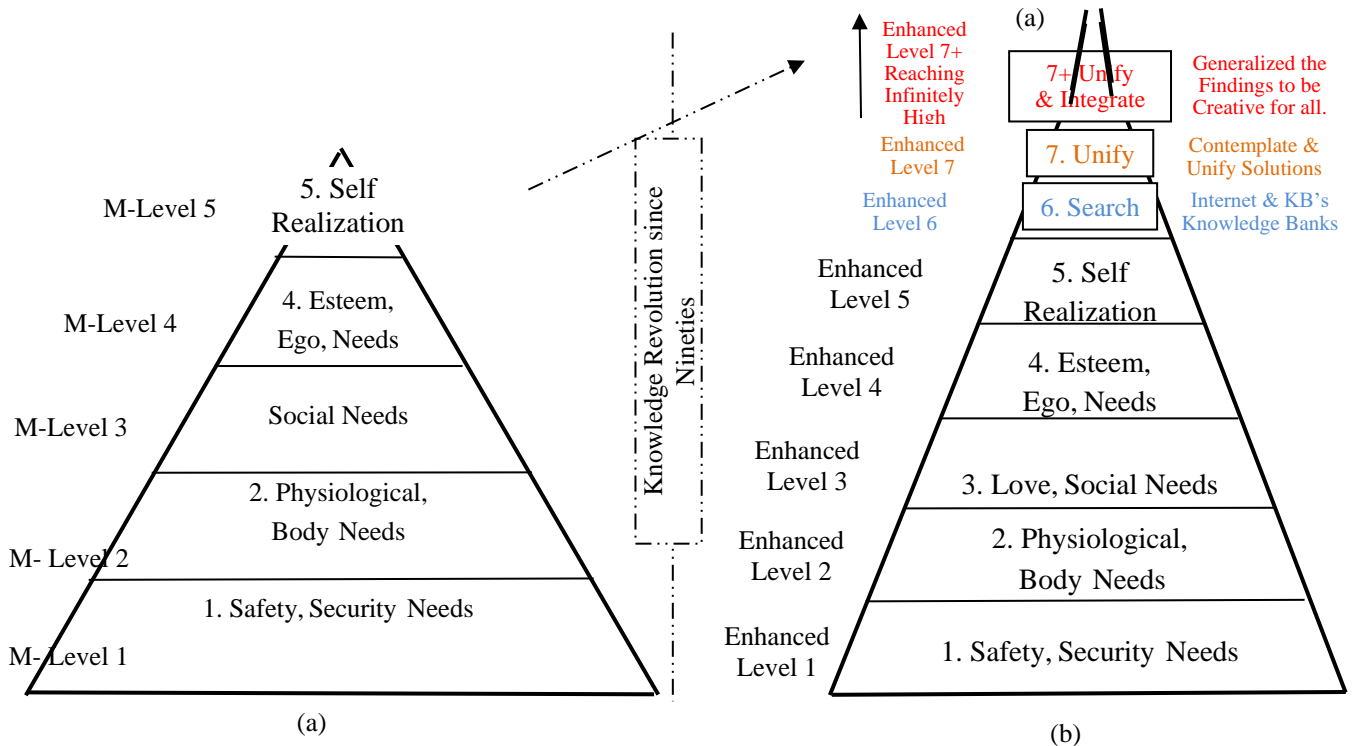 M-Level 5
5. Self
Realization
M-Level 4
4. Esteem,
Ego, Needs
M-Level 3
Social Needs
M- Level 2
2. Physiological,
Body Needs
M- Level 1
1. Safety, Security Needs
(a)
Knowledge Revolution since
Nineties
(a)
Enhanced
Level 7+
Reaching
Infinitely
High
7+ Unify
& Integrate
Generalized the
Findings to be
Creative for all.
Enhanced
Level 7
7. Unify
Contemplate &
Unify Solutions
Enhanced
Level 6
6. Search
Internet & KB's
Knowledge Banks
Enhanced
Level 5
5. Self
Realization
Enhanced
Level 4
4. Esteem,
Ego, Needs
Enhanced
Level 3
3. Love, Social Needs
Enhanced
Level 2
2. Physiological,
Body Needs
Enhanced
Level 1
1. Safety, Security Needs
(b)